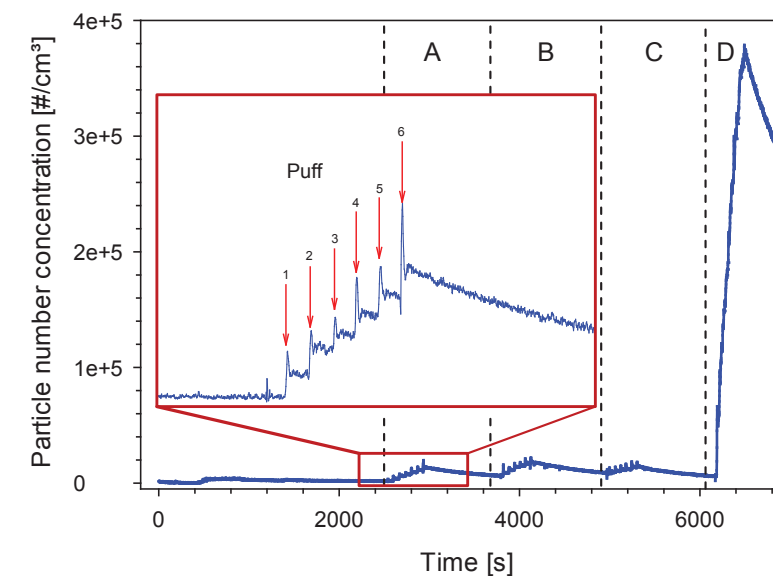 4e+5
A B C D
3e+5
6
Puff
5
4
3
2
1
2e+5
1e+5
0
Particle number concentration [#/cm³]
0 2000 4000 6000
Time [s]